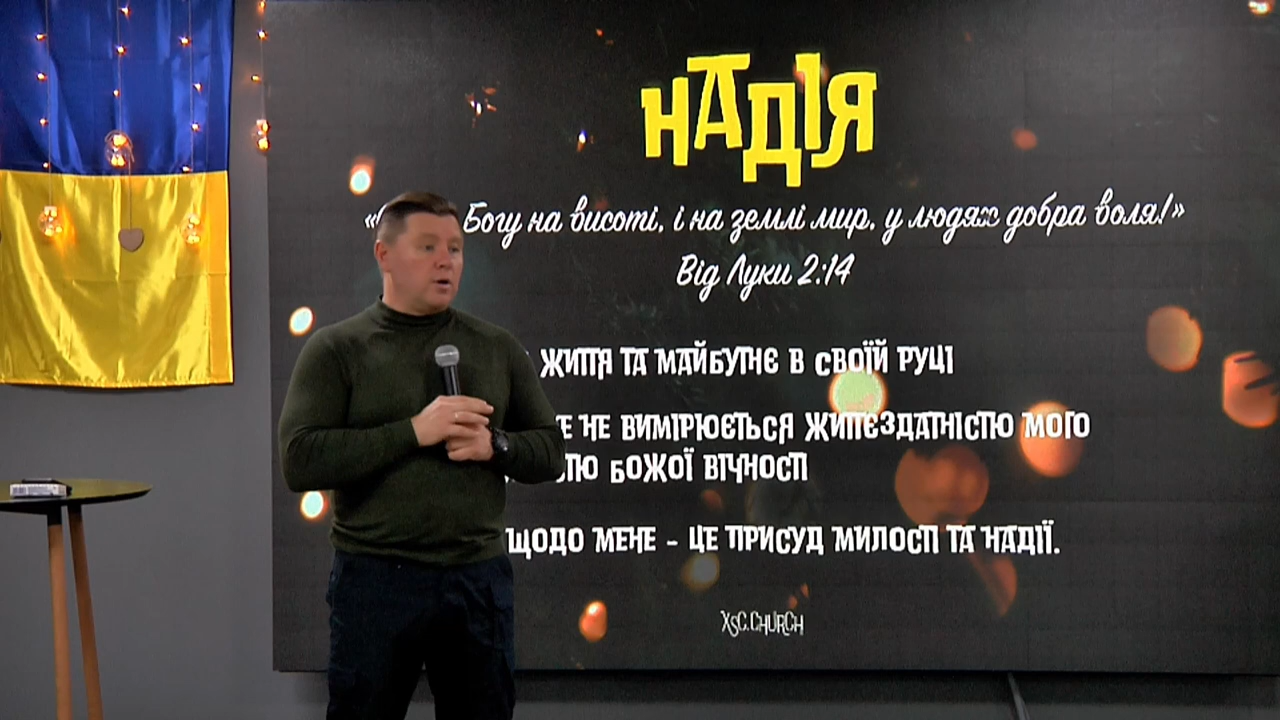 НАДІЯ
Богу на висоті, і на землі мир, у людях добра воля!»
Від Луки 2:14
ЖИТТЯ ТА МАЙБУТНЄ В СВОЇЙ РУЦІ
НЕ ВИМІРЮЄТЬСЯ ЖИТТЄЗДАТНІСТЮ МОГО
БОЖОЇ ВІЧНОСТІ
ЩОДО МЕНЕ - ЦЕ ПРИСУД МИЛОСТІ ТА НАДІЇ.
XSC.CHURCH